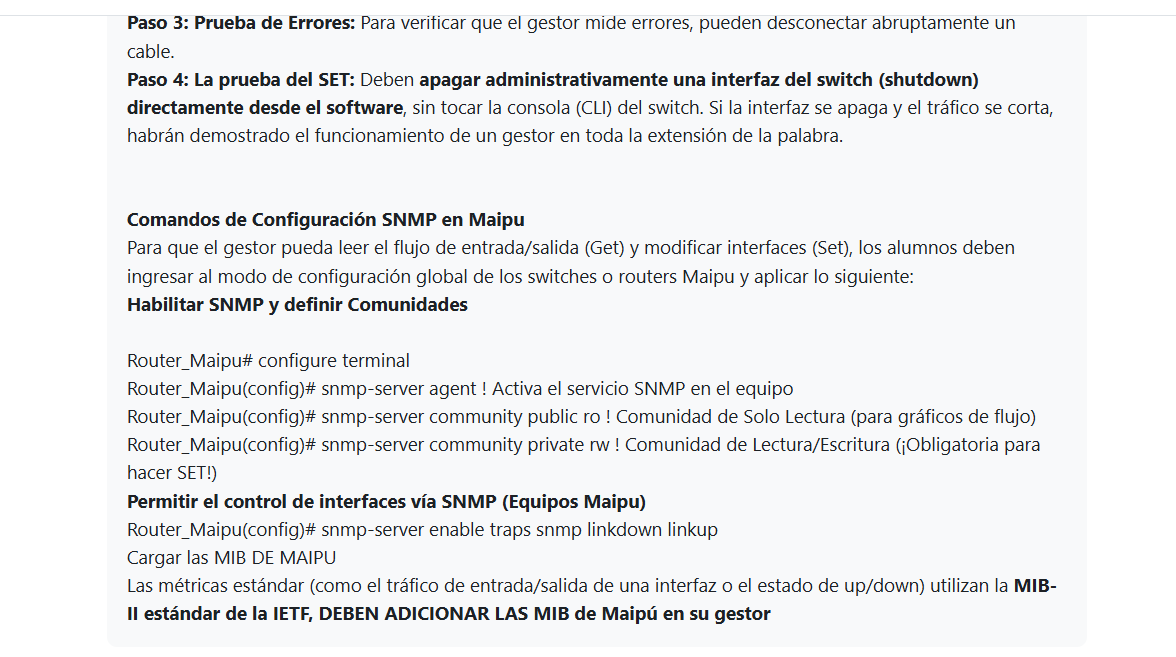 Paso 3: Prueba de Errores: Para verificar que el gestor mide errores, pueden desconectar abruptamente un
cable.
Paso 4: La prueba del SET: Deben apagar administrativamente una interfaz del switch (shutdown)
directamente desde el software, sin tocar la consola (CLI) del switch. Si la interfaz se apaga y el tráfico se corta,
habrán demostrado el funcionamiento de un gestor en toda la extensión de la palabra.
Comandos de Configuración SNMP en Maipu
Para que el gestor pueda leer el flujo de entrada/salida (Get) y modificar interfaces (Set), los alumnos deben
ingresar al modo de configuración global de los switches o routers Maipu y aplicar lo siguiente:
Habilitar SNMP y definir Comunidades
Router_Maipu# configure terminal
Router_Maipu(config)# snmp-server agent ! Activa el servicio SNMP en el equipo
Router_Maipu(config)# snmp-server community public ro ! Comunidad de Solo Lectura (para gráficos de flujo)
Router_Maipu(config)# snmp-server community private rw ! Comunidad de Lectura/Escritura (¡Obligatoria para
hacer SET!)
Permitir el control de interfaces vía SNMP (Equipos Maipu)
Router_Maipu(config)# snmp-server enable traps snmp linkdown linkup
Cargar las MIB DE MAIPU
Las métricas estándar (como el tráfico de entrada/salida de una interfaz o el estado de up/down) utilizan la MIB-
II estándar de la IETF, DEBEN ADICIONAR LAS MIB de Maipú en su gestor